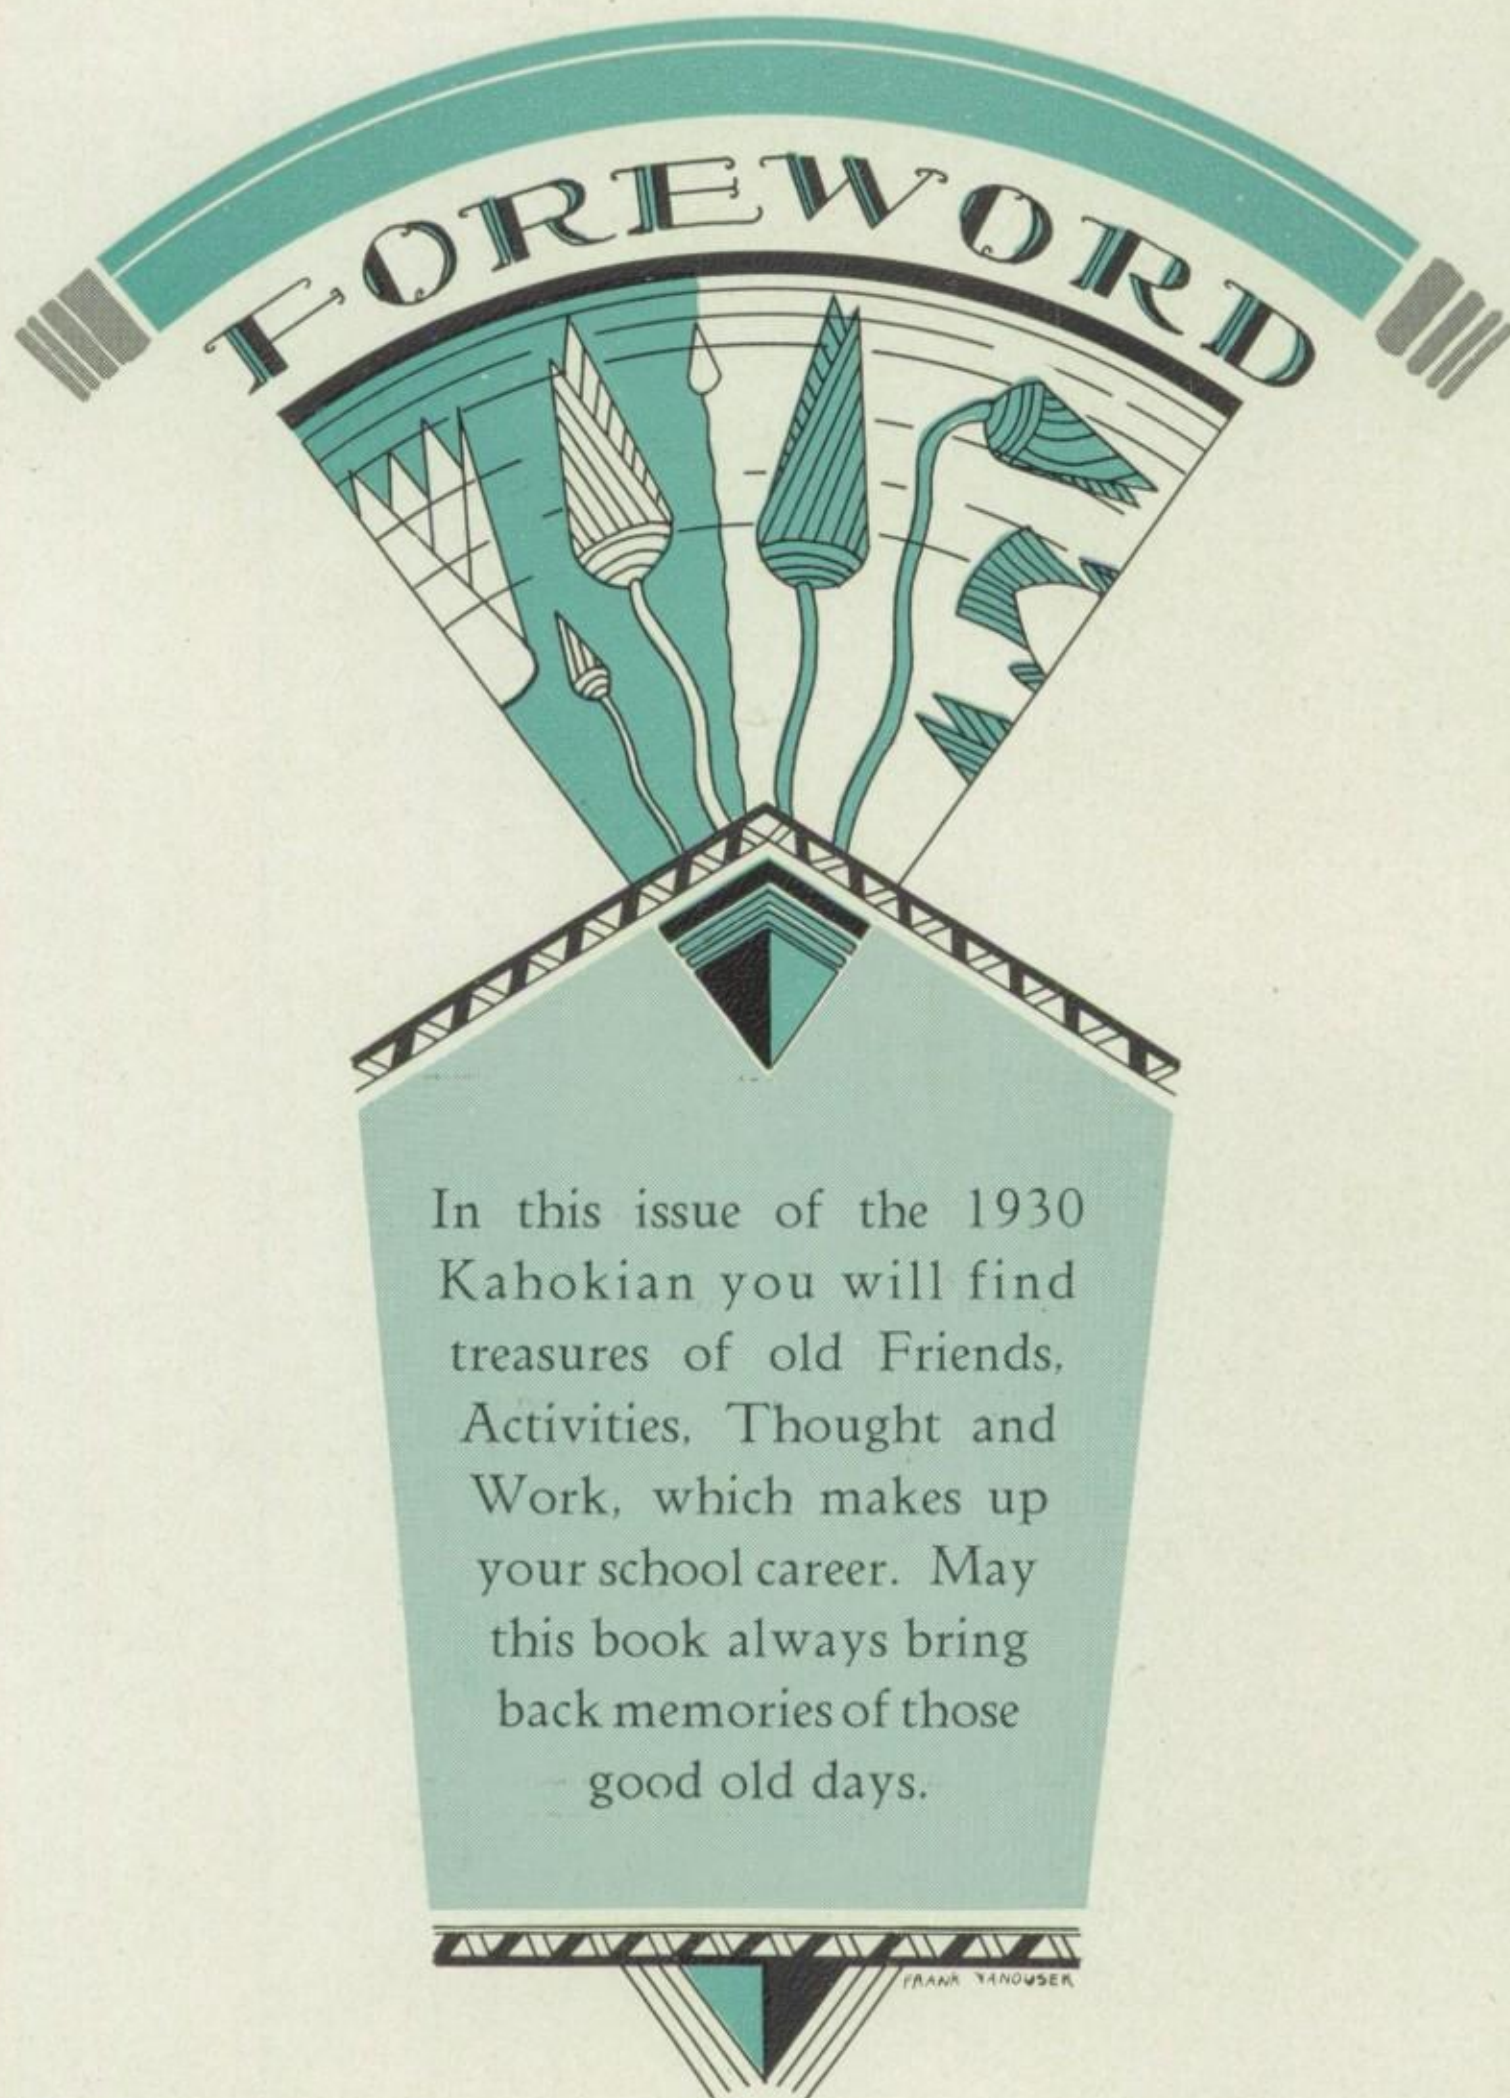 FOREWORD
In this issue of the 1930
Kahokian you will find
treasures of old Friends,
Activities, Thought and
Work, which makes up
your school career. May
this book always bring
back memories of those
good old days.
FRANK VANOUSEK